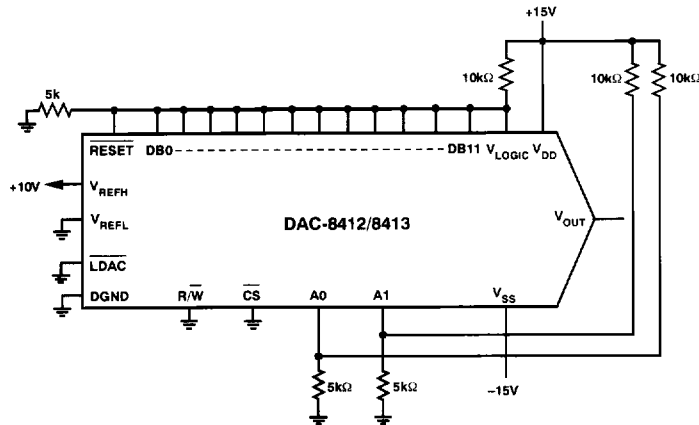 +15V
5k
10kΩ
10kΩ
10kΩ
RESET DB0 DB11 VLOGIC VDD
+10V VREFH
VREFL
DAC-8412/8413
VOUT
LDAC
DGND R/W CS A0 A1 VSS
5kΩ
5kΩ
–15V